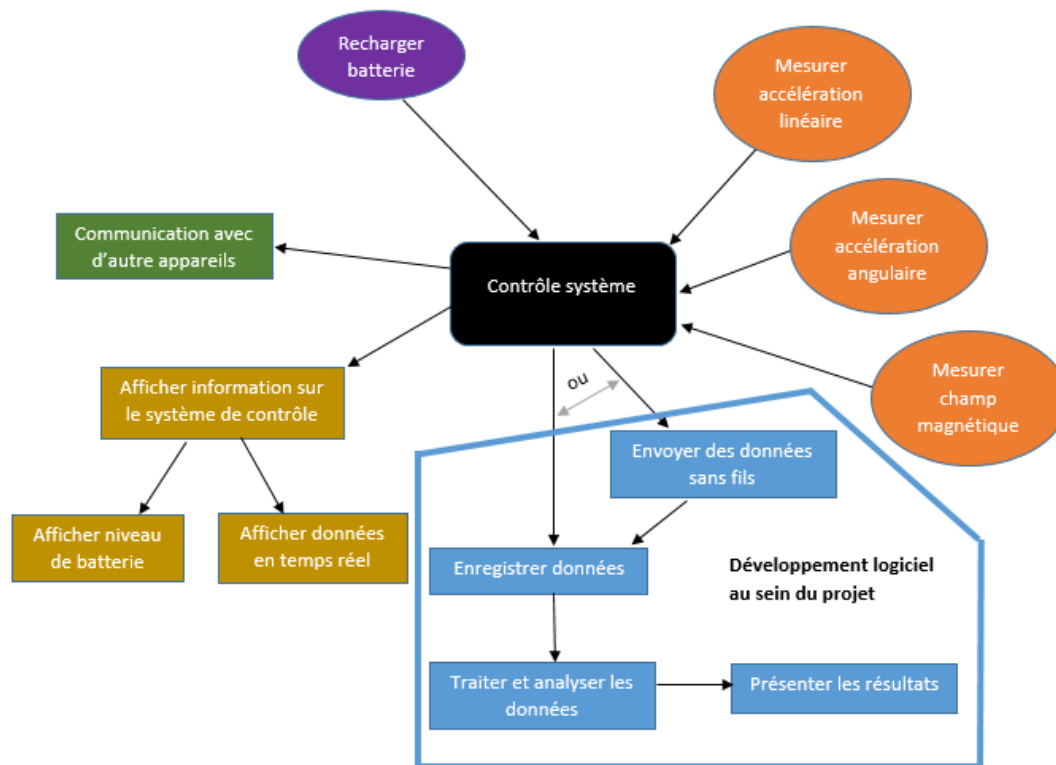 Recharger
batterie
Mesurer
accélération
linéaire
Mesurer
accélération
angulaire
Communication avec
d'autre appareils
Contrôle système
Mesurer
champ
magnétique
Afficher information sur
le système de contrôle
ou
Envoyer des données
sans fils
Afficher niveau
de batterie
Afficher données
en temps réel
Enregistrer données
Développement logiciel
au sein du projet
Traiter et analyser les
données
Présenter les résultats